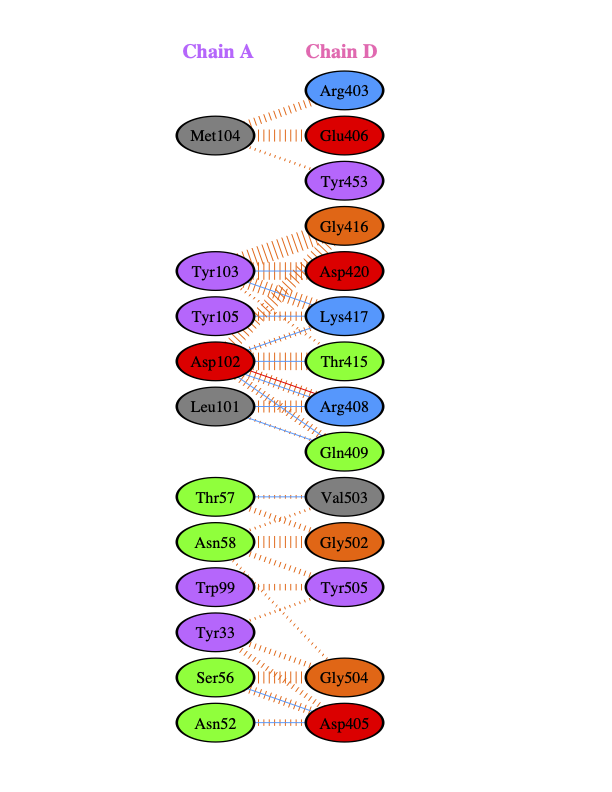 Chain A Chain D
Arg403
Met104 Glu406
Tyr453
Gly416
Tyr103 Asp420
Tyr105 Lys417
Asp102 Thr415
Leu101 Arg408
Gln409
Thr57 Val503
Asn58 Gly502
Trp99 Tyr505
Tyr33
Ser56 Gly504
Asn52 Asp405